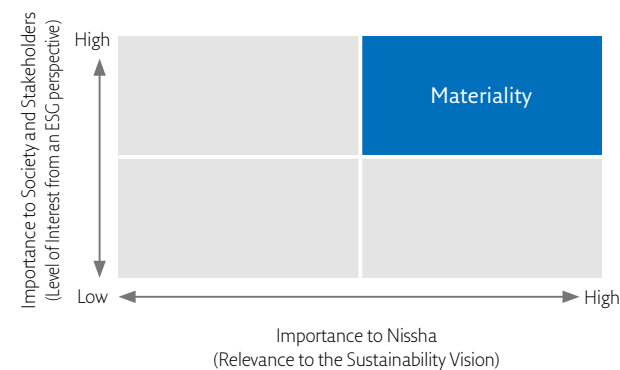 Importance to Society and Stakeholders
(Level of Interest from an ESG perspective)
High
Materiality
Low
High
Importance to Nissha
(Relevance to the Sustainability Vision)